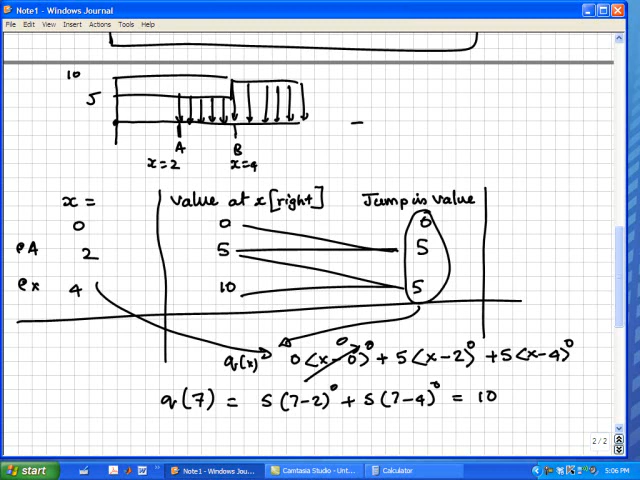 Note1 - Windows Journal
File Edit View Insert Actions Tools Help
10
5
A B
x=2 x=4
x = Value at x [right] Jump in value
0 0 0
@A 2 5 5
@x 4 10 5
q(x) 0<x-0>⁰ + 5<x-2>⁰ + 5<x-4>⁰
0
q(7) = 5(7-2)⁰ + 5(7-4)⁰ = 10
2 / 2
start Note1 - Windows Jour... Camtasia Studio - Unt... Calculator 5:06 PM